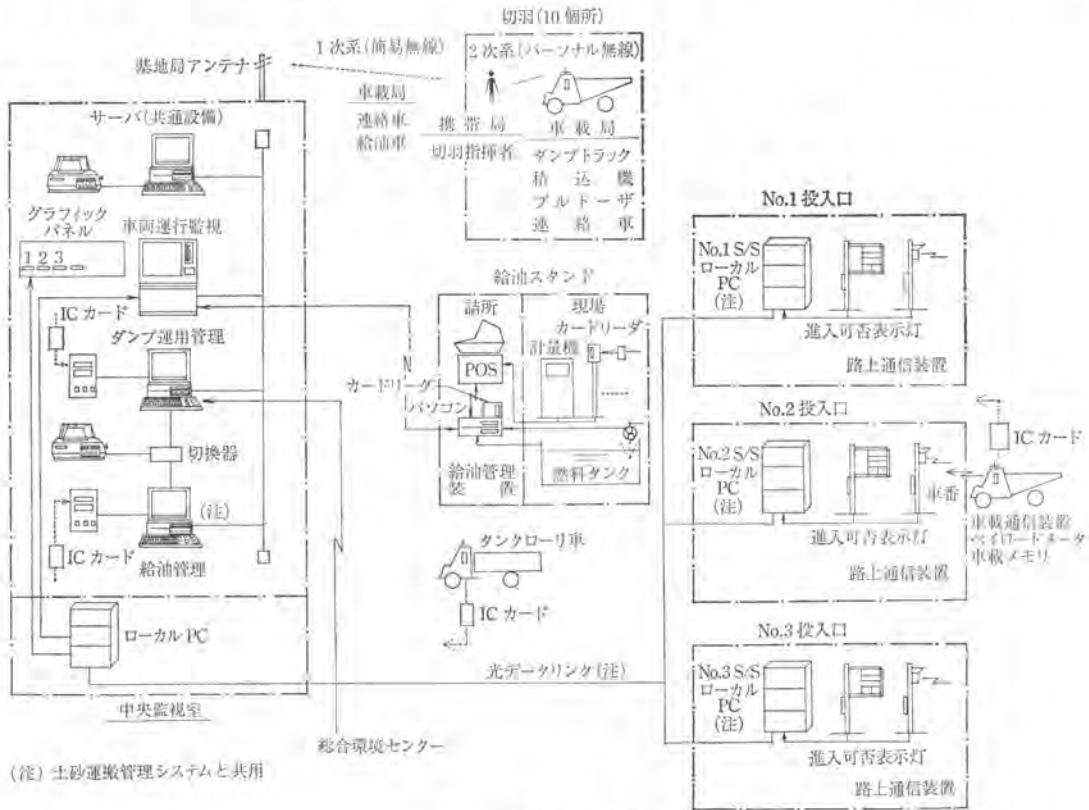 切羽(10個所)
1次系(簡易無線)
2次系(パーソナル無線)
基地局アンテナ
車載局
連絡車
給油車
携帯局
車載局
切羽指揮者
ダンプトラック
積込機
ブルドーザ
連絡車
サーバ(共通設備)
グラフィック
パネル
1 2 3
車両運行監視
ICカード
ダンプ運用管理
切換器
(注)
ICカード
給油管理
ローカルPC
中央監視室
給油スタンド
詰所
現場
カードリーダ
計量機
POS
カードリーダ
パソコン
給油管理
装置
燃料タンク
タンクローリ車
ICカード
光データリンク(注)
総合環境センター
No.1 投入口
No.1 S/S
ローカル
PC
(注)
進入可否表示灯
路上通信装置
No.2 投入口
No.2 S/S
ローカル
PC
(注)
車番
進入可否表示灯
路上通信装置
ICカード
車載通信装置
ペイロードメータ
車載メモリ
No.3 投入口
No.3 S/S
ローカル
PC
(注)
進入可否表示灯
路上通信装置
(注) 土砂運搬管理システムと共用